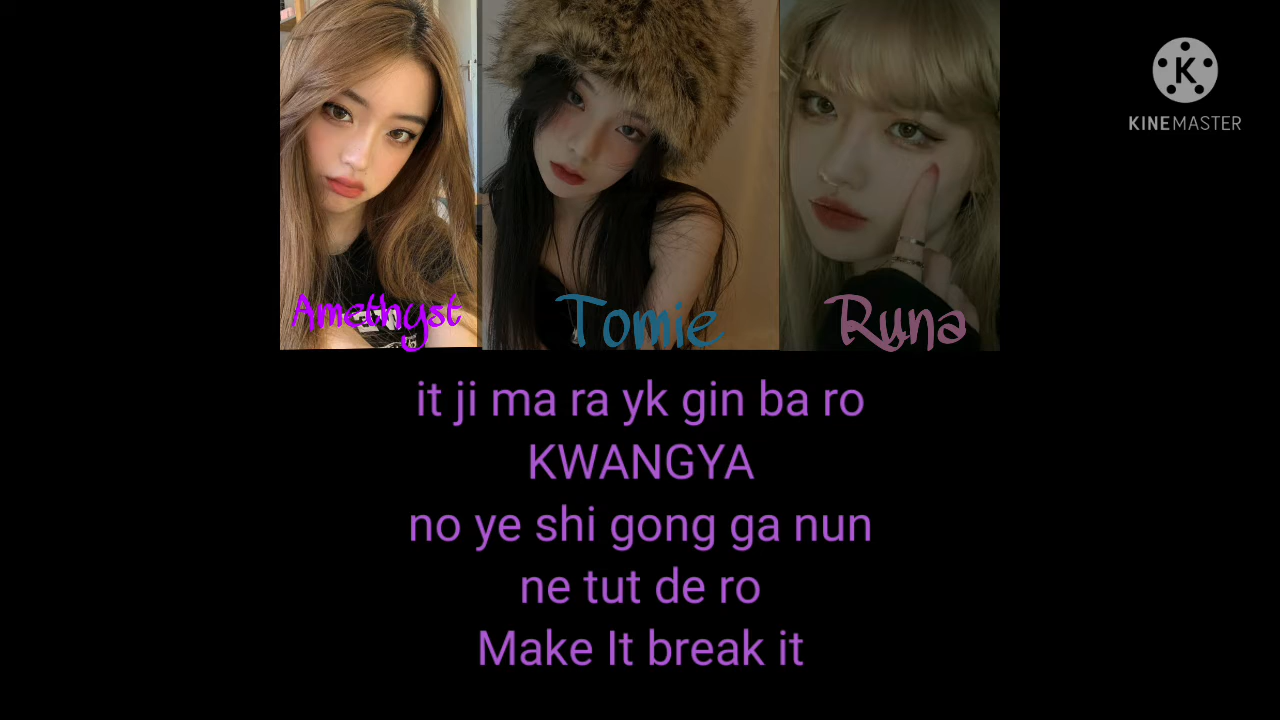 K
KINEMASTER
Amethyst
Tomie
Runa
it ji ma ra yk gin ba ro
KWANGYA
no ye shi gong ga nun
ne tut de ro
Make It break it